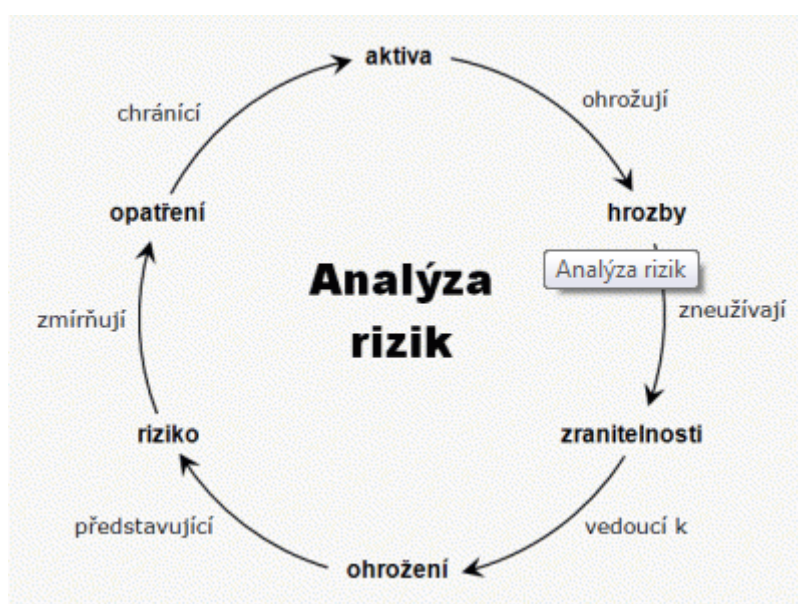 aktiva
ohrožují
chránící
opatření
hrozby
Analýza rizik
Analýza
rizik
zneužívají
zmírňují
riziko
zranitelnosti
představující
vedoucí k
ohrožení